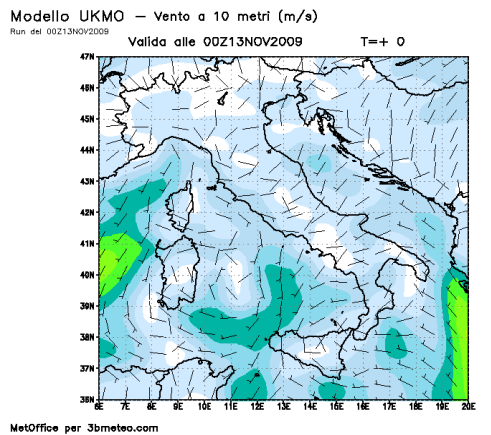 Modello UKMO – Vento a 10 metri (m/s)
Run del 00Z13NOV2009
Valida alle 00Z13NOV2009 T=+ 0
47N
46N
45N
44N
43N
42N
41N
40N
39N
38N
37N
36N
6E 7E 8E 9E 10E 11E 12E 13E 14E 15E 16E 17E 18E 19E 20E
MetOffice per 3bmeteo.com